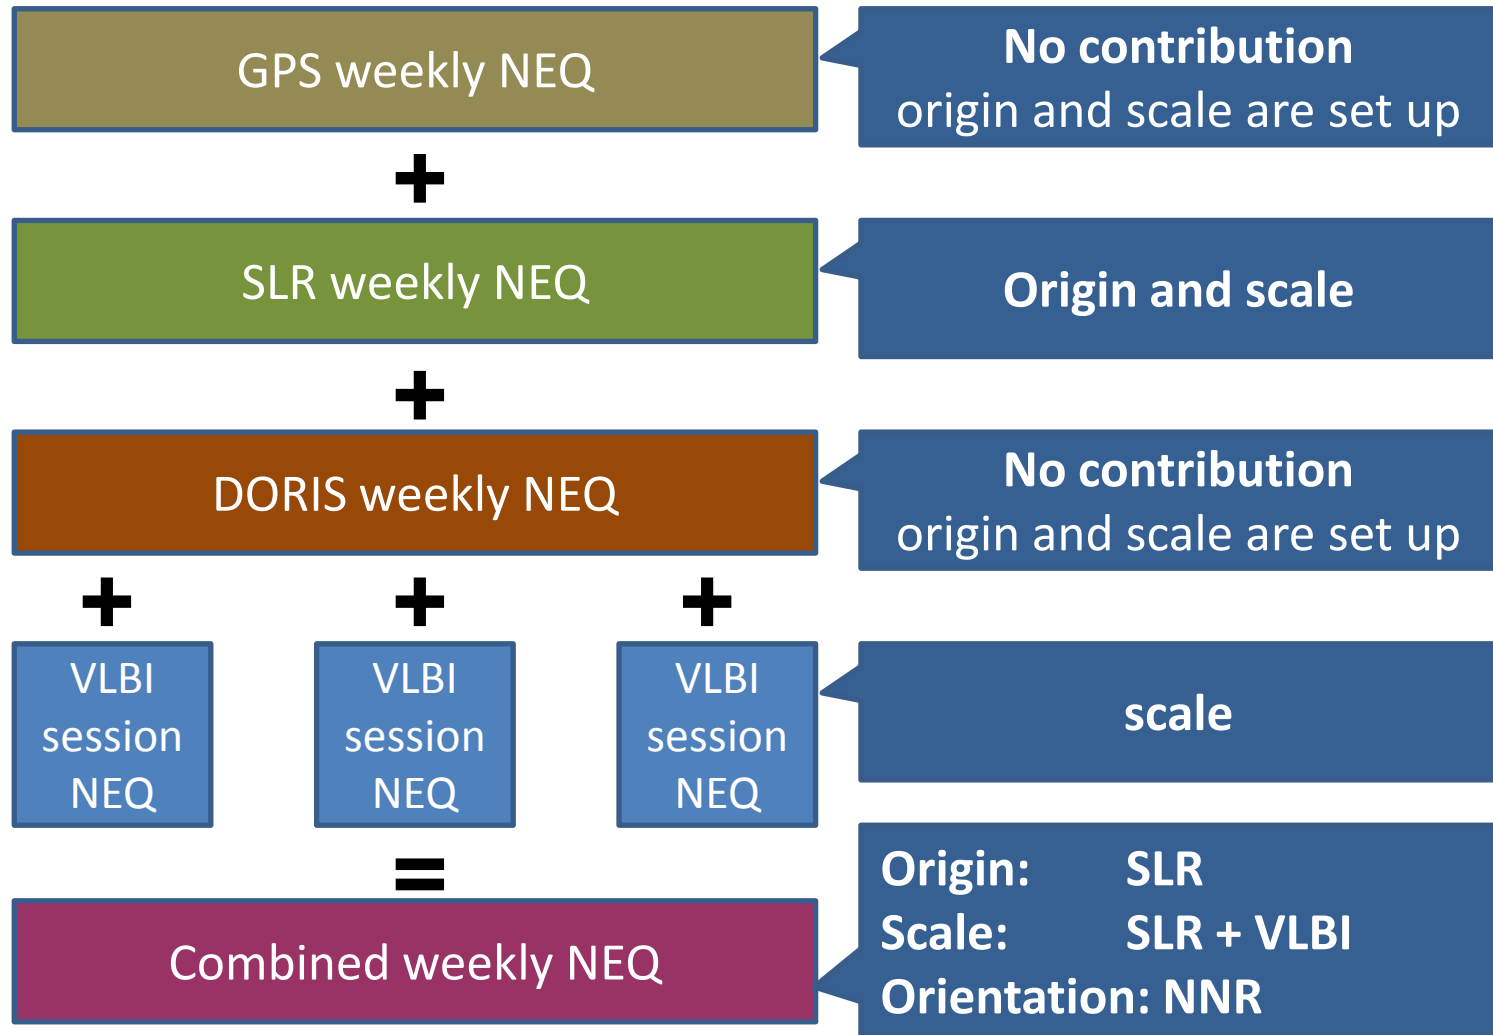 GPS weekly NEQ
No contribution
origin and scale are set up
+
SLR weekly NEQ
Origin and scale
+
DORIS weekly NEQ
No contribution
origin and scale are set up
+ + +
VLBI
session
NEQ
VLBI
session
NEQ
VLBI
session
NEQ
scale
=
Combined weekly NEQ
Origin: SLR
Scale: SLR + VLBI
Orientation: NNR